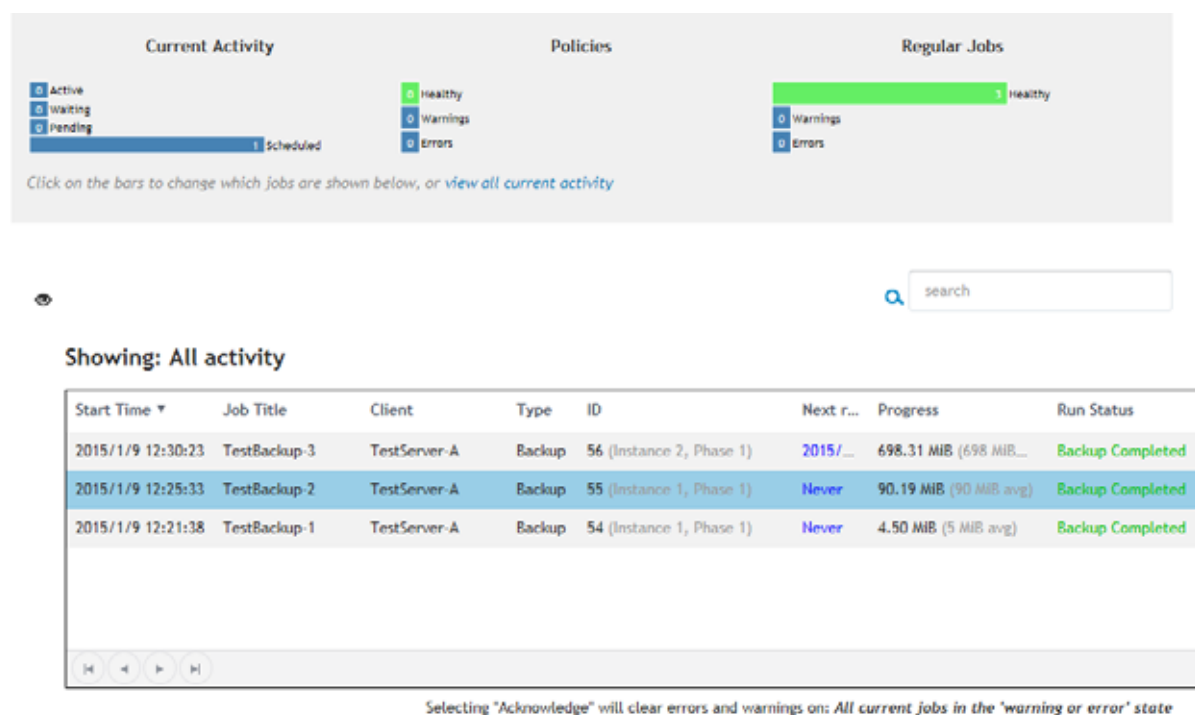 Current Activity Policies Regular Jobs
0 Active
0 Waiting
0 Pending
1 Scheduled
0 Healthy
0 Warnings
0 Errors
3 Healthy
0 Warnings
0 Errors
Click on the bars to change which jobs are shown below, or view all current activity
search
Showing: All activity
Start Time ▼ Job Title Client Type ID Next r... Progress Run Status
2015/1/9 12:30:23 TestBackup-3 TestServer-A Backup 56 (Instance 2, Phase 1) 2015/... 698.31 MiB (698 MiB... Backup Completed
2015/1/9 12:25:33 TestBackup-2 TestServer-A Backup 55 (Instance 1, Phase 1) Never 90.19 MiB (90 MiB avg) Backup Completed
2015/1/9 12:21:38 TestBackup-1 TestServer-A Backup 54 (Instance 1, Phase 1) Never 4.50 MiB (5 MiB avg) Backup Completed
Selecting "Acknowledge" will clear errors and warnings on: All current jobs in the 'warning or error' state